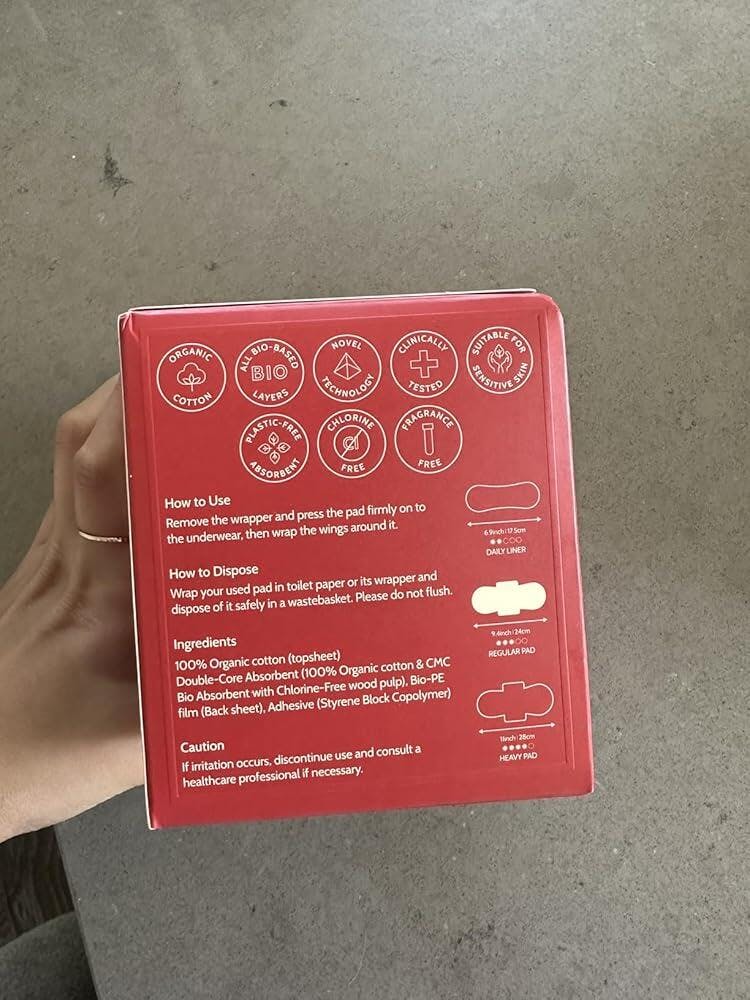 ORGANIC COTTON
ALL BIO-BASED BIO LAYERS
NOVEL TECHNOLOGY
CLINICALLY TESTED
SUITABLE FOR SENSITIVE SKIN
PLASTIC-FREE ABSORBENT
CHLORINE Cl FREE
FRAGRANCE FREE
How to Use
Remove the wrapper and press the pad firmly on to
the underwear, then wrap the wings around it.
How to Dispose
Wrap your used pad in toilet paper or its wrapper and
dispose of it safely in a wastebasket. Please do not flush.
Ingredients
100% Organic cotton (topsheet)
Double-Core Absorbent (100% Organic cotton & CMC
Bio Absorbent with Chlorine-Free wood pulp), Bio-PE
film (Back sheet), Adhesive (Styrene Block Copolymer)
Caution
If irritation occurs, discontinue use and consult a
healthcare professional if necessary.
6.9inch|17.5cm
DAILY LINER
9.4inch|24cm
REGULAR PAD
11inch|28cm
HEAVY PAD